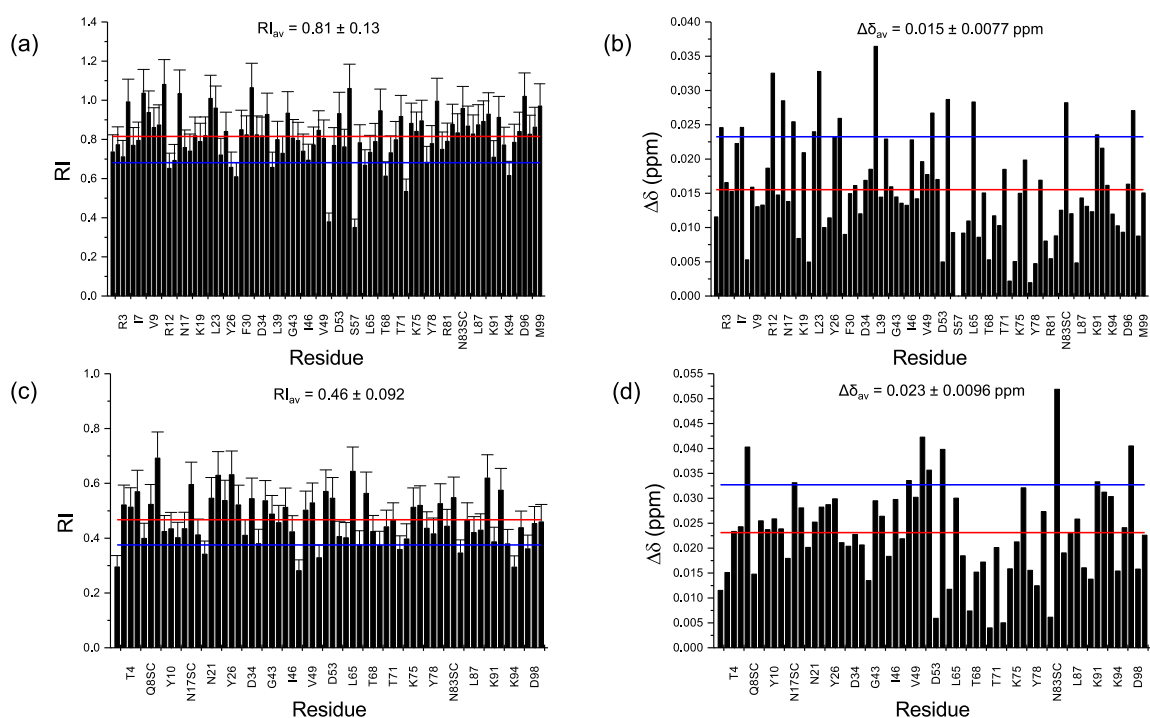 (a)
RIav = 0.81 ± 0.13
1.4
1.2
1.0
0.8
0.6
0.4
0.2
0.0
RI
R3 I7 V9 R12 N17 K19 L23 Y26 F30 D34 L39 G43 I46 V49 D53 S57 L65 T68 T71 K75 Y78 R81 N83SC L87 K91 K94 D96 M99
Residue
(b)
Δδav = 0.015 ± 0.0077 ppm
0.040
0.035
0.030
0.025
0.020
0.015
0.010
0.005
0.000
Δδ (ppm)
R3 I7 V9 R12 N17 K19 L23 Y26 F30 D34 L39 G43 I46 V49 D53 S57 L65 T68 T71 K75 Y78 R81 N83SC L87 K91 K94 D96 M99
Residue
(c)
RIav = 0.46 ± 0.092
1.0
0.8
0.6
0.4
0.2
0.0
RI
T4 Q8SC Y10 N17SC N21 Y26 D34 G43 I46 V49 D53 L65 T68 T71 K75 Y78 N83SC L87 K91 K94 D98
Residue
(d)
Δδav = 0.023 ± 0.0096 ppm
0.055
0.050
0.045
0.040
0.035
0.030
0.025
0.020
0.015
0.010
0.005
0.000
Δδ (ppm)
T4 Q8SC Y10 N17SC N21 Y26 D34 G43 I46 V49 D53 L65 T68 T71 K75 Y78 N83SC L87 K91 K94 D98
Residue